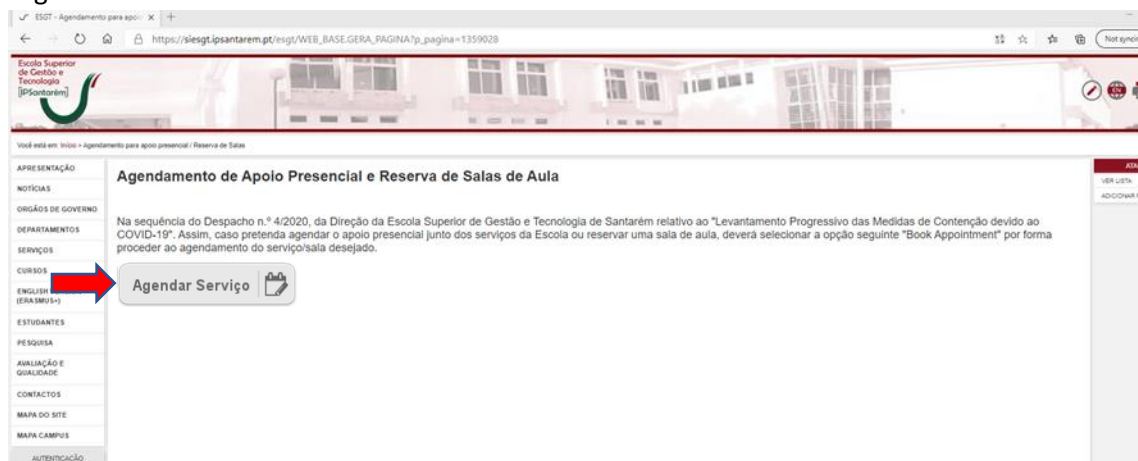 ESGT - Agendamento para apoio
https://siesgt.ipsantarem.pt/esgt/WEB_BASE.GERA_PAGINA?p_pagina=1359028
Not syncin
Escola Superior
de Gestão e
Tecnologia
[IPSantarém]
EN
Você está em: Início > Agendamento para apoio presencial / Reserva de Salas
APRESENTAÇÃO
NOTÍCIAS
ORGÃOS DE GOVERNO
DEPARTAMENTOS
SERVIÇOS
CURSOS
ENGLISH
(ERASMUS+)
ESTUDANTES
PESQUISA
AVALIAÇÃO E
QUALIDADE
CONTACTOS
MAPA DO SITE
MAPA CAMPUS
AUTENTICAÇÃO
Agendamento de Apoio Presencial e Reserva de Salas de Aula
Na sequência do Despacho n.º 4/2020, da Direção da Escola Superior de Gestão e Tecnologia de Santarém relativo ao "Levantamento Progressivo das Medidas de Contenção devido ao
COVID-19". Assim, caso pretenda agendar o apoio presencial junto dos serviços da Escola ou reservar uma sala de aula, deverá selecionar a opção seguinte "Book Appointment" por forma
proceder ao agendamento do serviço/sala desejado.
Agendar Serviço
VER LISTA
ADICIONAR